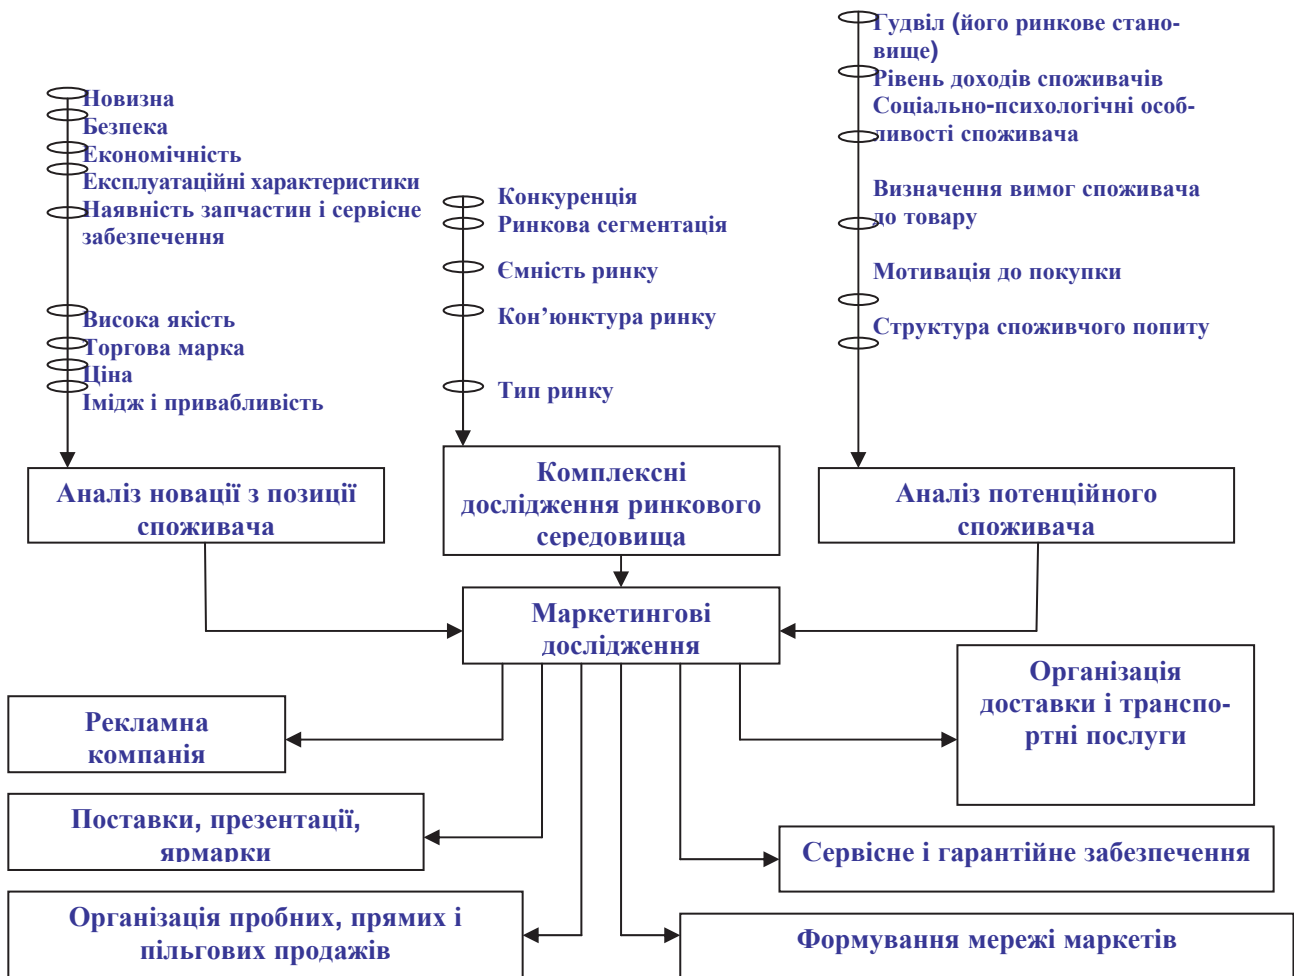 Новизна
Безпека
Економічність
Експлуатаційні характеристики
Наявність запчастин і сервісне
забезпечення
Висока якість
Торгова марка
Ціна
Імідж і привабливість
Конкуренція
Ринкова сегментація
Ємність ринку
Кон’юнктура ринку
Тип ринку
Гудвіл (його ринкове стано-
вище)
Рівень доходів споживачів
Соціально-психологічні особ-
ливості споживача
Визначення вимог споживача
до товару
Мотивація до покупки
Структура споживчого попиту
Аналіз новації з позиції
споживача
Комплексні
дослідження ринкового
середовища
Аналіз потенційного
споживача
Маркетингові
дослідження
Рекламна
компанія
Організація
доставки і транспо-
ртні послуги
Поставки, презентації,
ярмарки
Сервісне і гарантійне забезпечення
Організація пробних, прямих і
пільгових продажів
Формування мережі маркетів